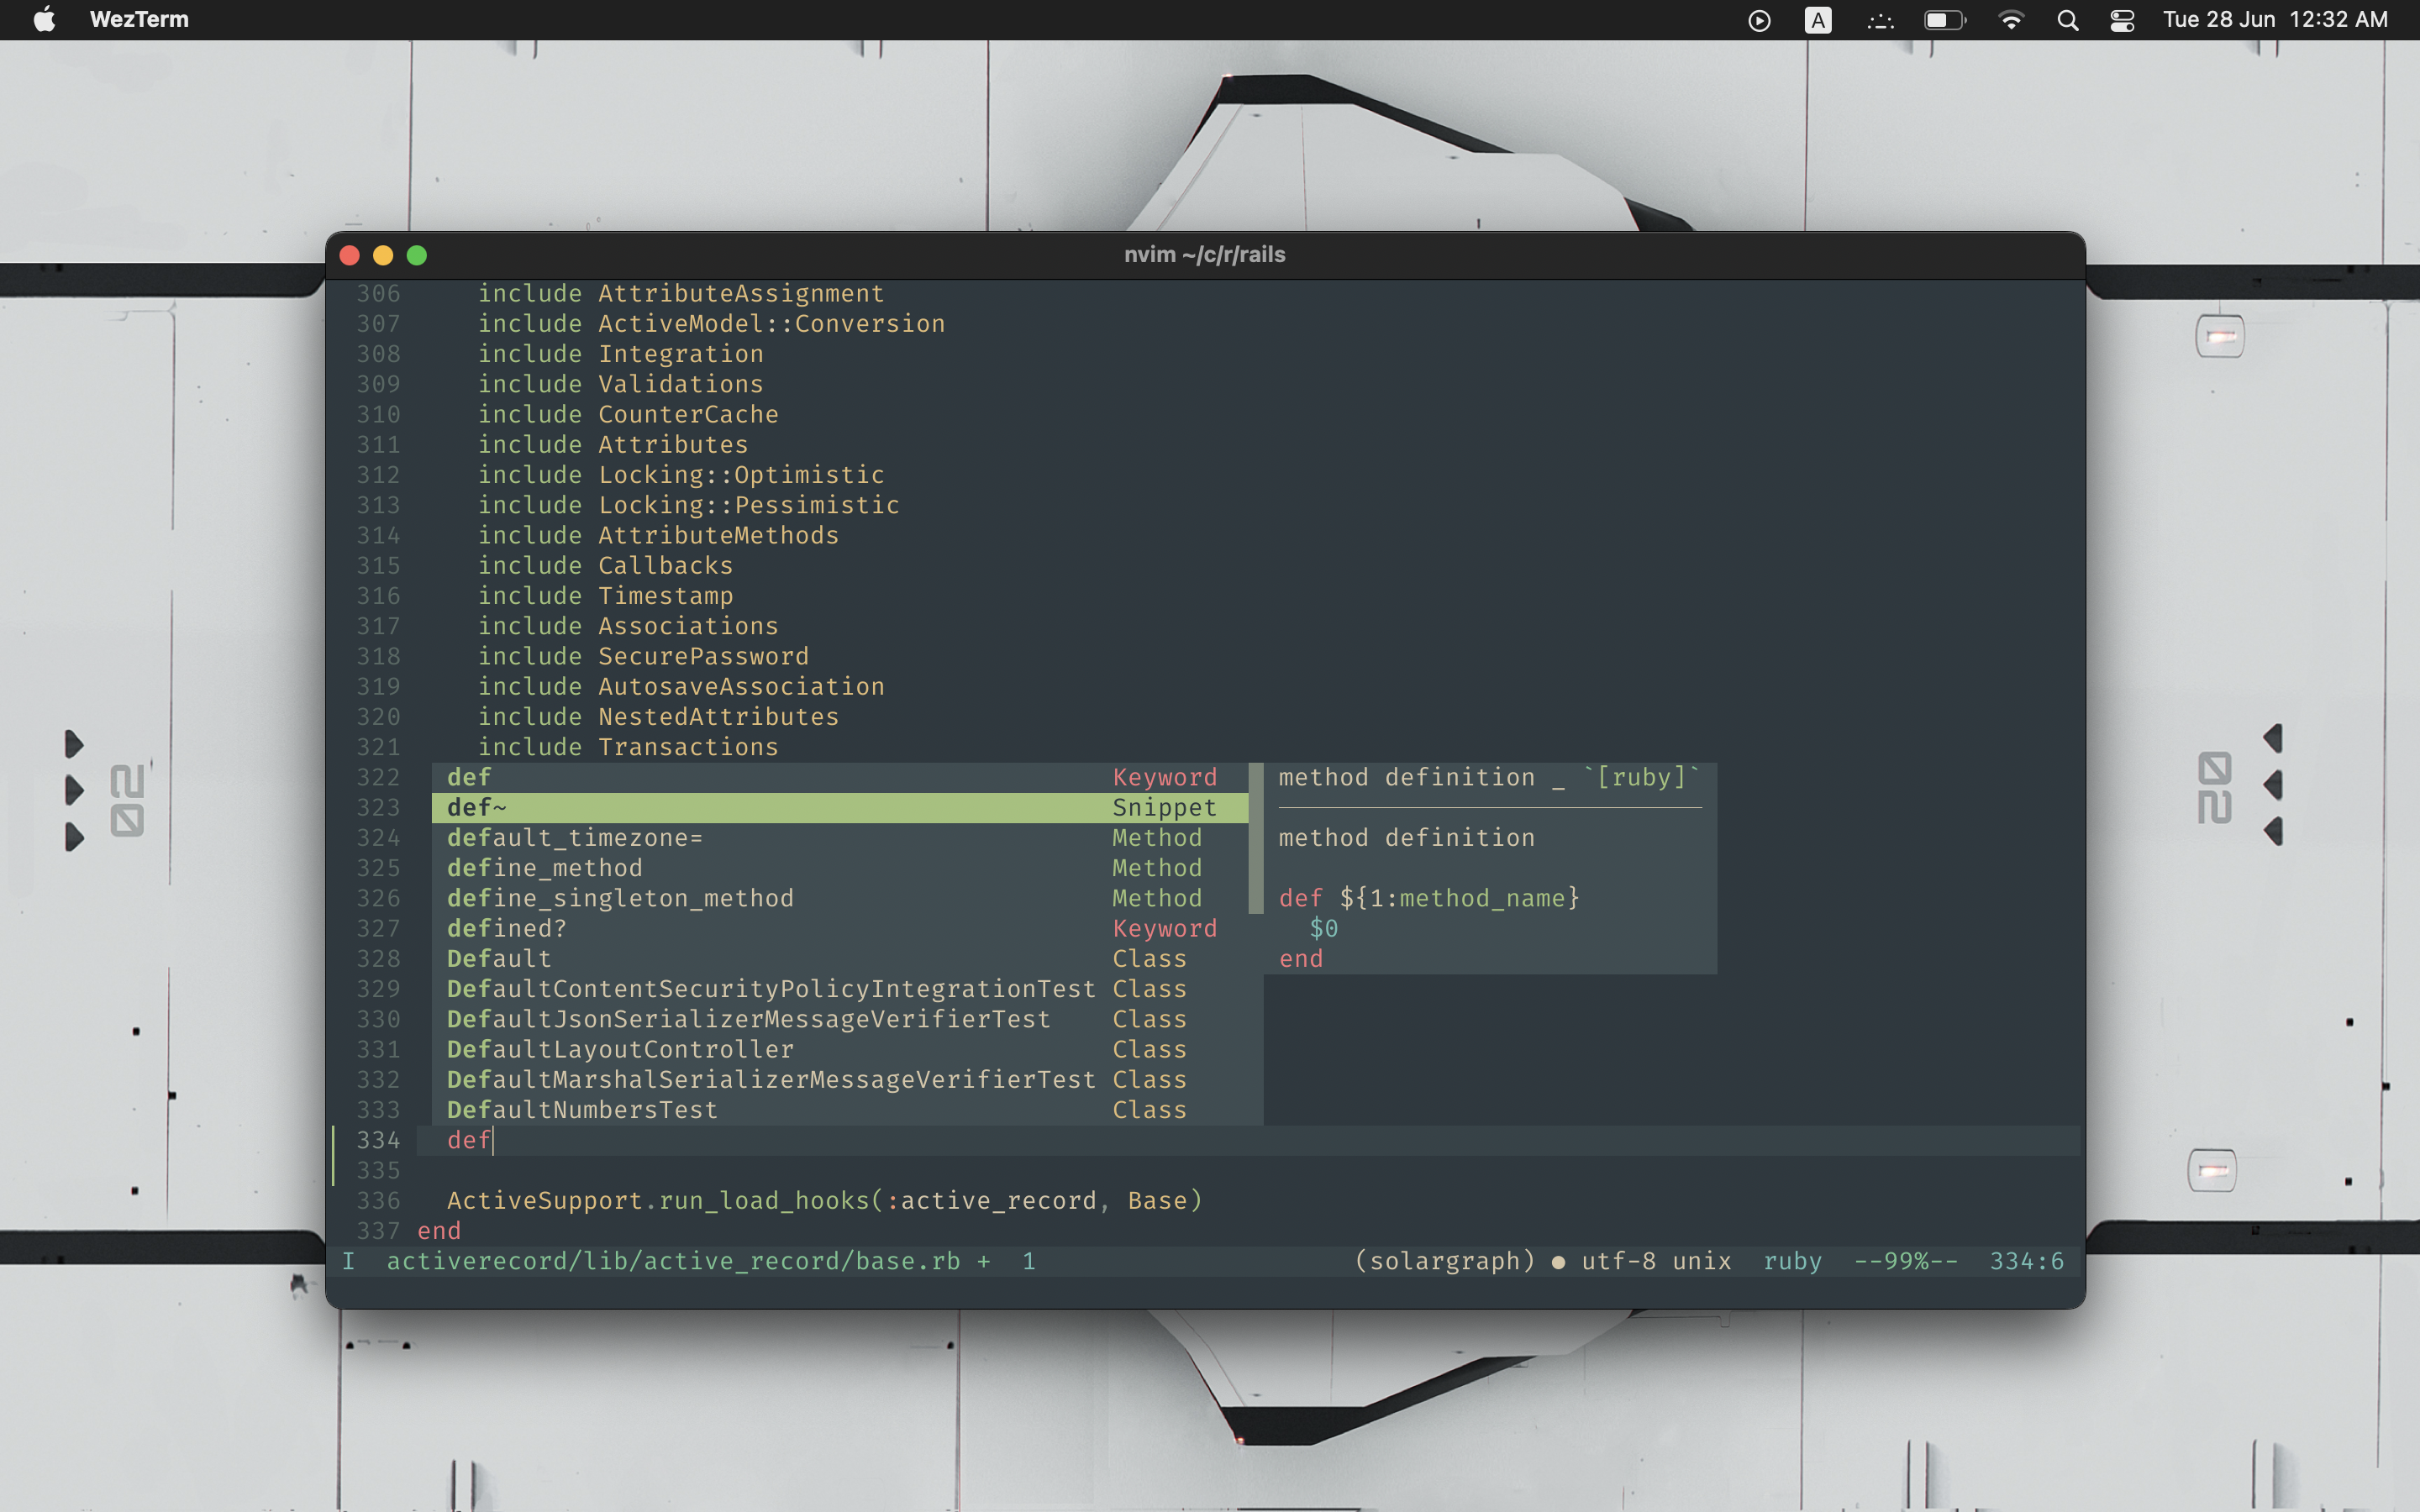 WezTerm
A
Tue 28 Jun 12:32 AM
nvim ~/c/r/rails
306 include AttributeAssignment
307 include ActiveModel::Conversion
308 include Integration
309 include Validations
310 include CounterCache
311 include Attributes
312 include Locking::Optimistic
313 include Locking::Pessimistic
314 include AttributeMethods
315 include Callbacks
316 include Timestamp
317 include Associations
318 include SecurePassword
319 include AutosaveAssociation
320 include NestedAttributes
321 include Transactions
322 def Keyword method definition _ `[ruby]`
323 def~ Snippet
324 default_timezone= Method method definition
325 define_method Method
326 define_singleton_method Method def ${1:method_name}
327 defined? Keyword $0
328 Default Class end
329 DefaultContentSecurityPolicyIntegrationTest Class
330 DefaultJsonSerializerMessageVerifierTest Class
331 DefaultLayoutController Class
332 DefaultMarshalSerializerMessageVerifierTest Class
333 DefaultNumbersTest Class
334 def
335
336 ActiveSupport.run_load_hooks(:active_record, Base)
337 end
I activerecord/lib/active_record/base.rb + 1 (solargraph) ● utf-8 unix ruby --99%-- 334:6
02
02